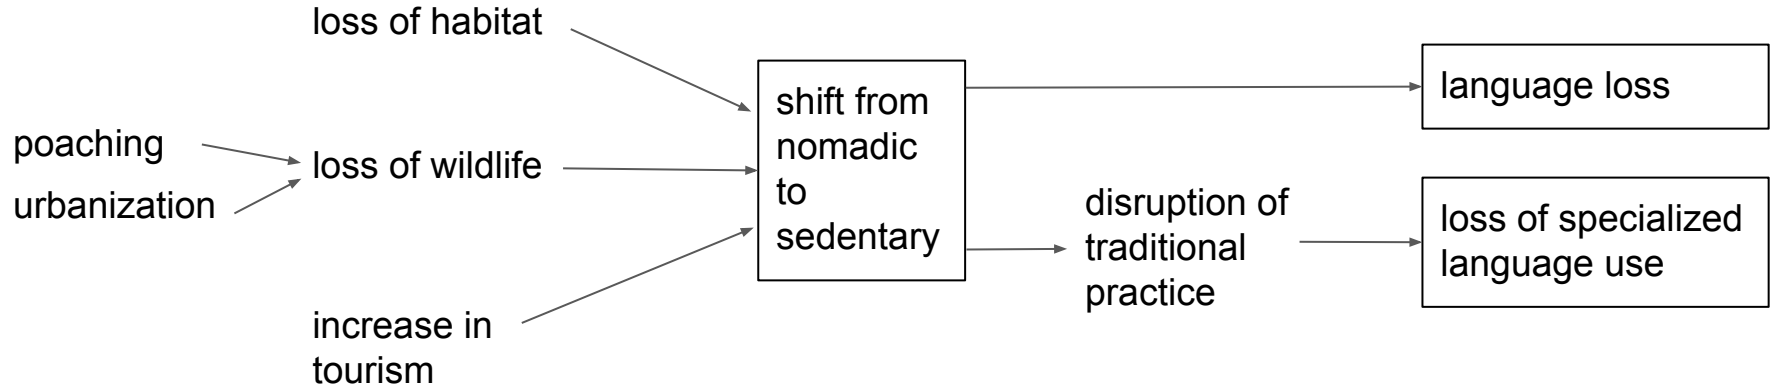 loss of habitat
poaching
urbanization
loss of wildlife
increase in
tourism
shift from
nomadic
to
sedentary
disruption of
traditional
practice
language loss
loss of specialized
language use